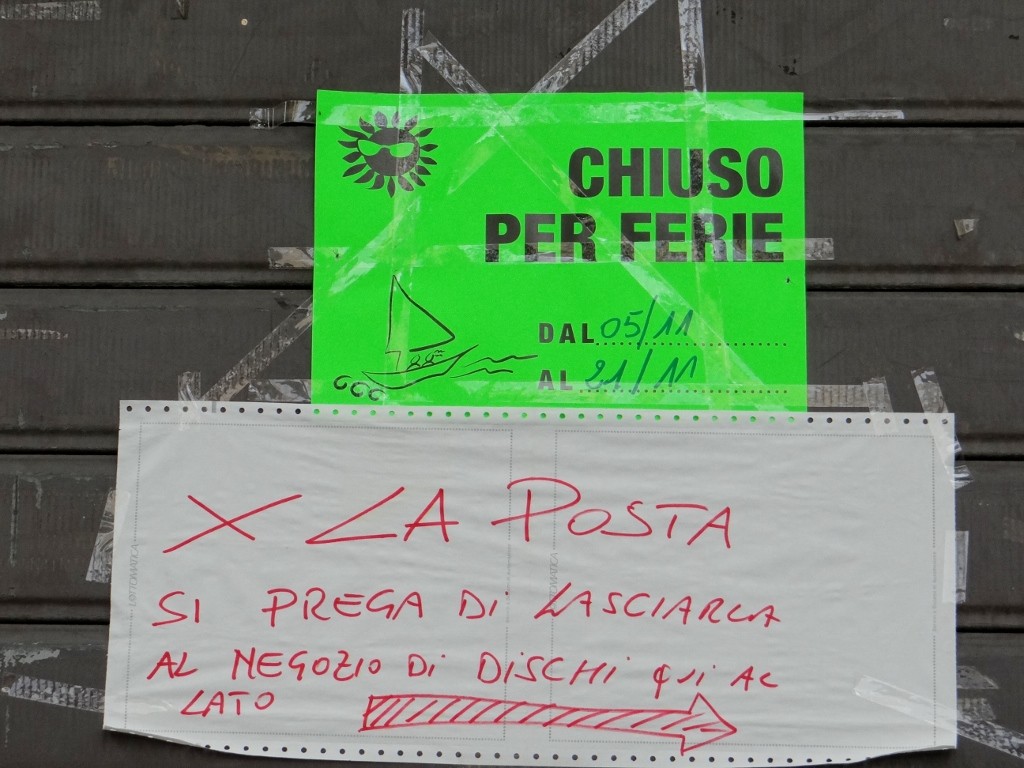 CHIUSO
PER FERIE
DAL 05/11
AL 21/11
X LA POSTA
SI PREGA DI LASCIARLA
AL NEGOZIO DI DISCHI QUI AL
LATO
LOTTOMATICA